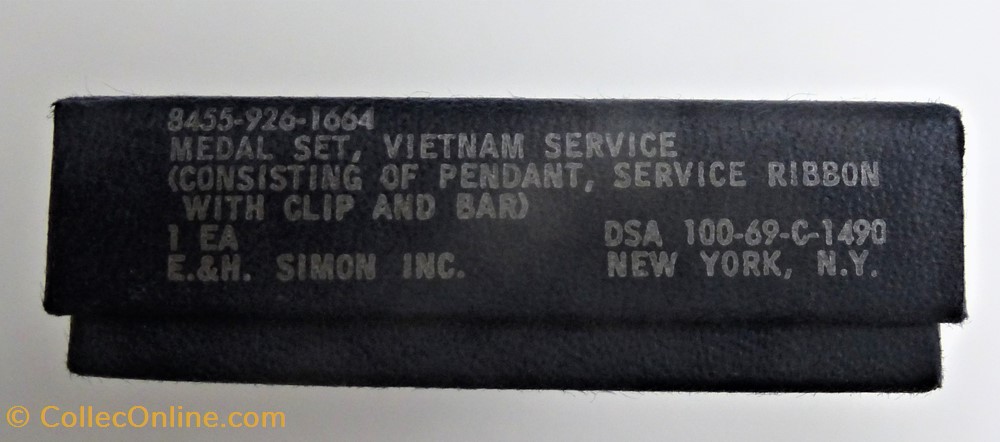 8455-926-1664
MEDAL SET, VIETNAM SERVICE
(CONSISTING OF PENDANT, SERVICE RIBBON
WITH CLIP AND BAR)
1 EA DSA 100-69-C-1490
E.&H. SIMON INC. NEW YORK, N.Y.
© CollecOnline.com